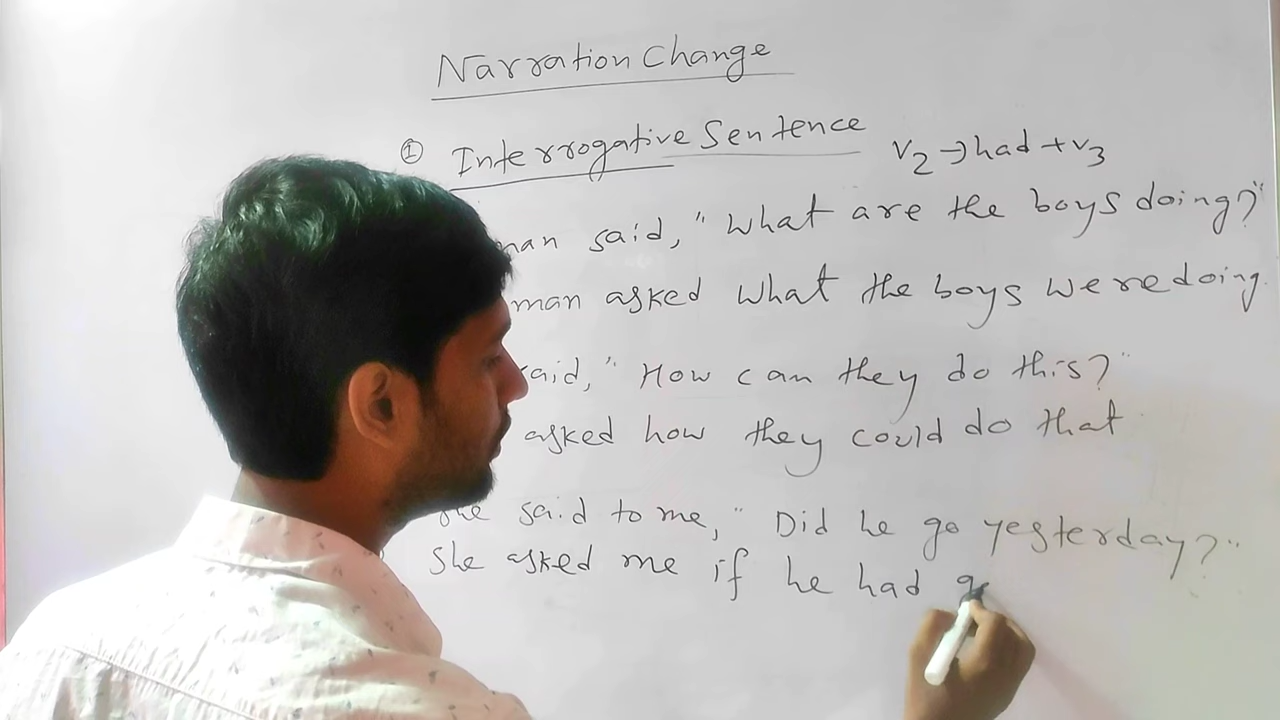 Narration Change
① Interrogative Sentence
V2 → had + V3
man said, "What are the boys doing?"
man asked what the boys were doing.
said, "How can they do this?"
asked how they could do that
She said to me, "Did he go yesterday?"
She asked me if he had go